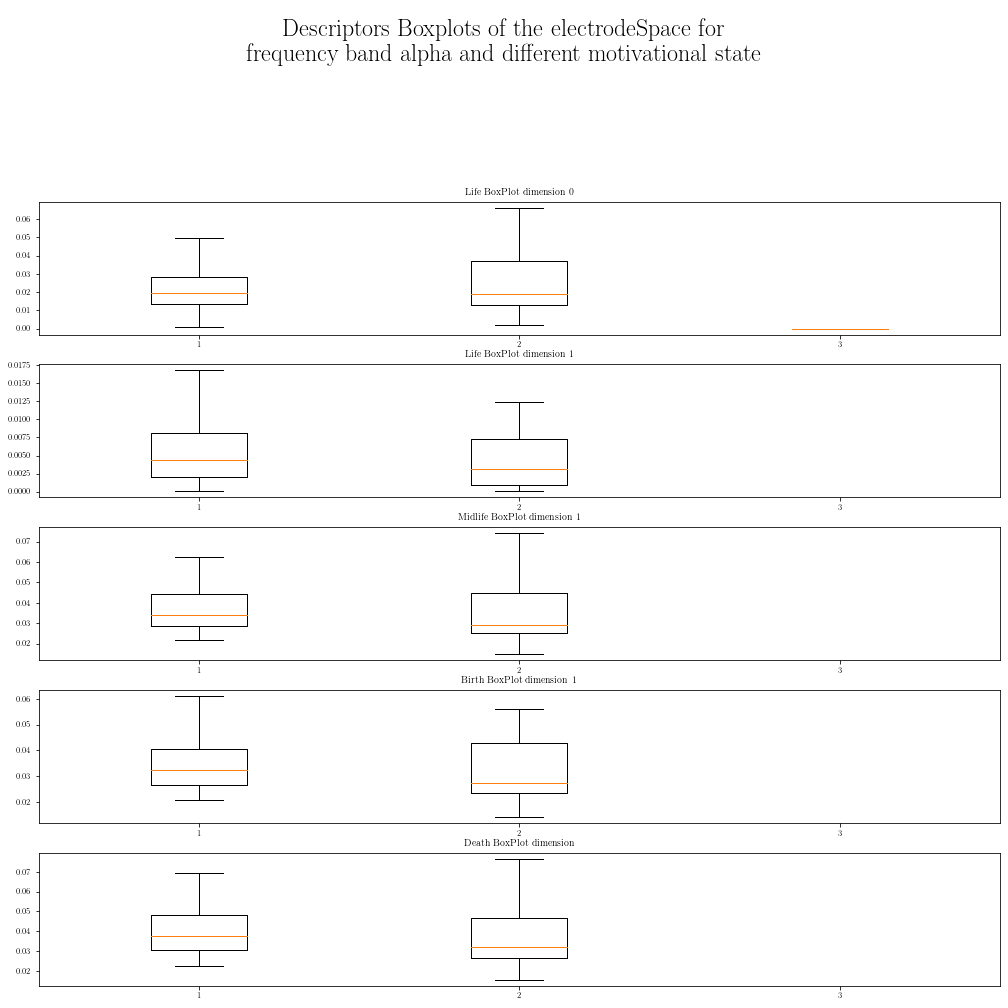 Descriptors Boxplots of the electrodeSpace for
frequency band alpha and different motivational state
Life BoxPlot dimension 0
0.06
0.05
0.04
0.03
0.02
0.01
0.00
1 2 3
Life BoxPlot dimension 1
0.0175
0.0150
0.0125
0.0100
0.0075
0.0050
0.0025
0.0000
1 2 3
Midlife BoxPlot dimension 1
0.07
0.06
0.05
0.04
0.03
0.02
1 2 3
Birth BoxPlot dimension 1
0.06
0.05
0.04
0.03
0.02
1 2 3
Death BoxPlot dimension
0.07
0.06
0.05
0.04
0.03
0.02
1 2 3